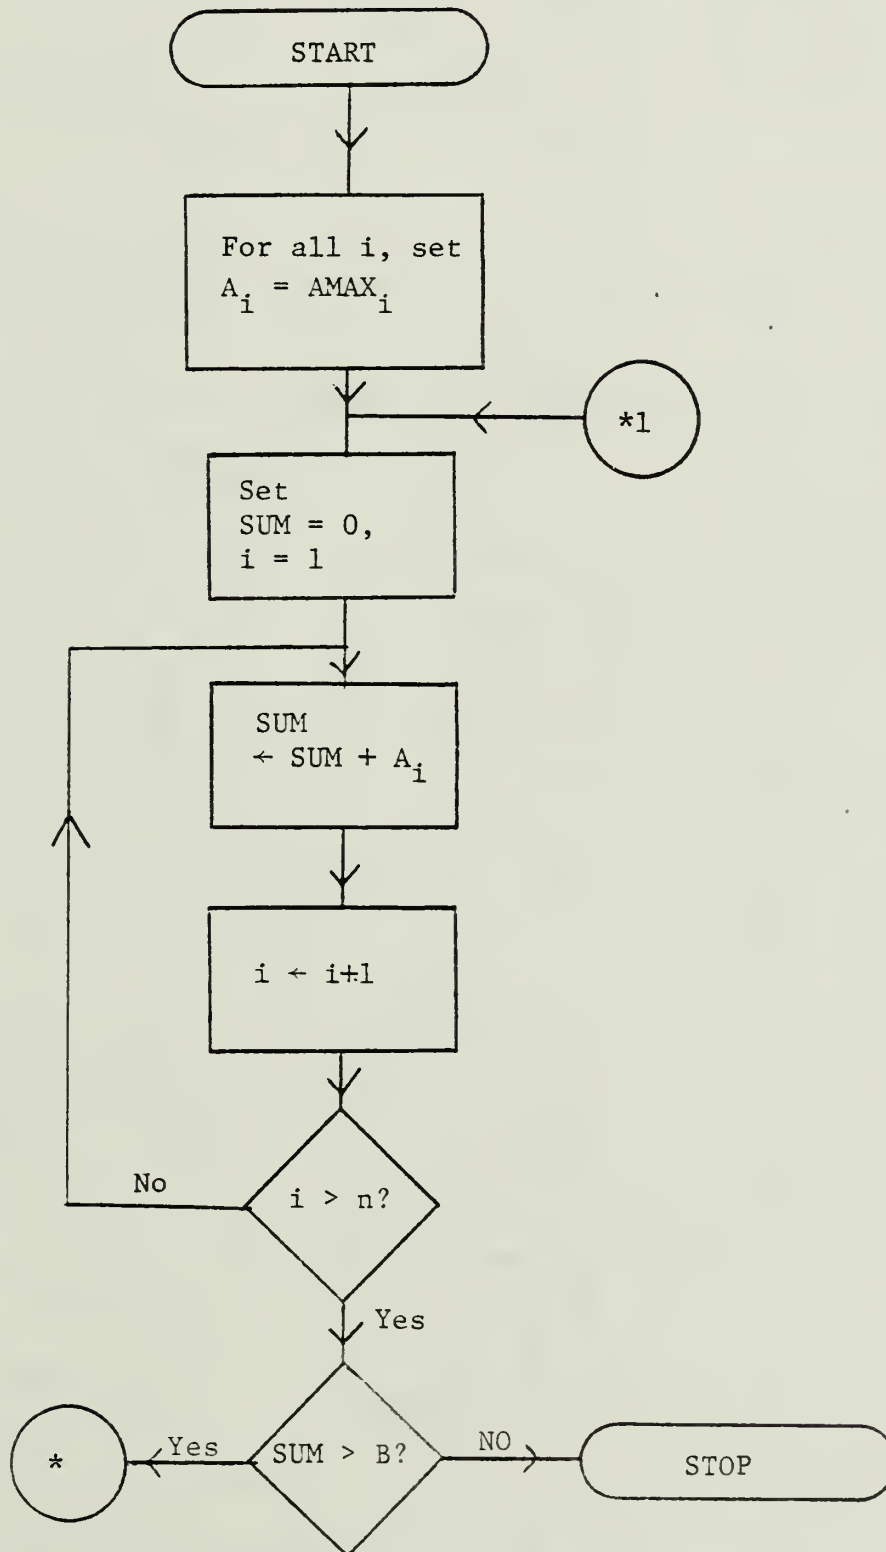 START
For all i, set
A_i = AMAX_i
*1
Set
SUM = 0,
i = 1
SUM
← SUM + A_i
i ← i+1
No
i > n?
Yes
*
Yes
SUM > B?
NO
STOP